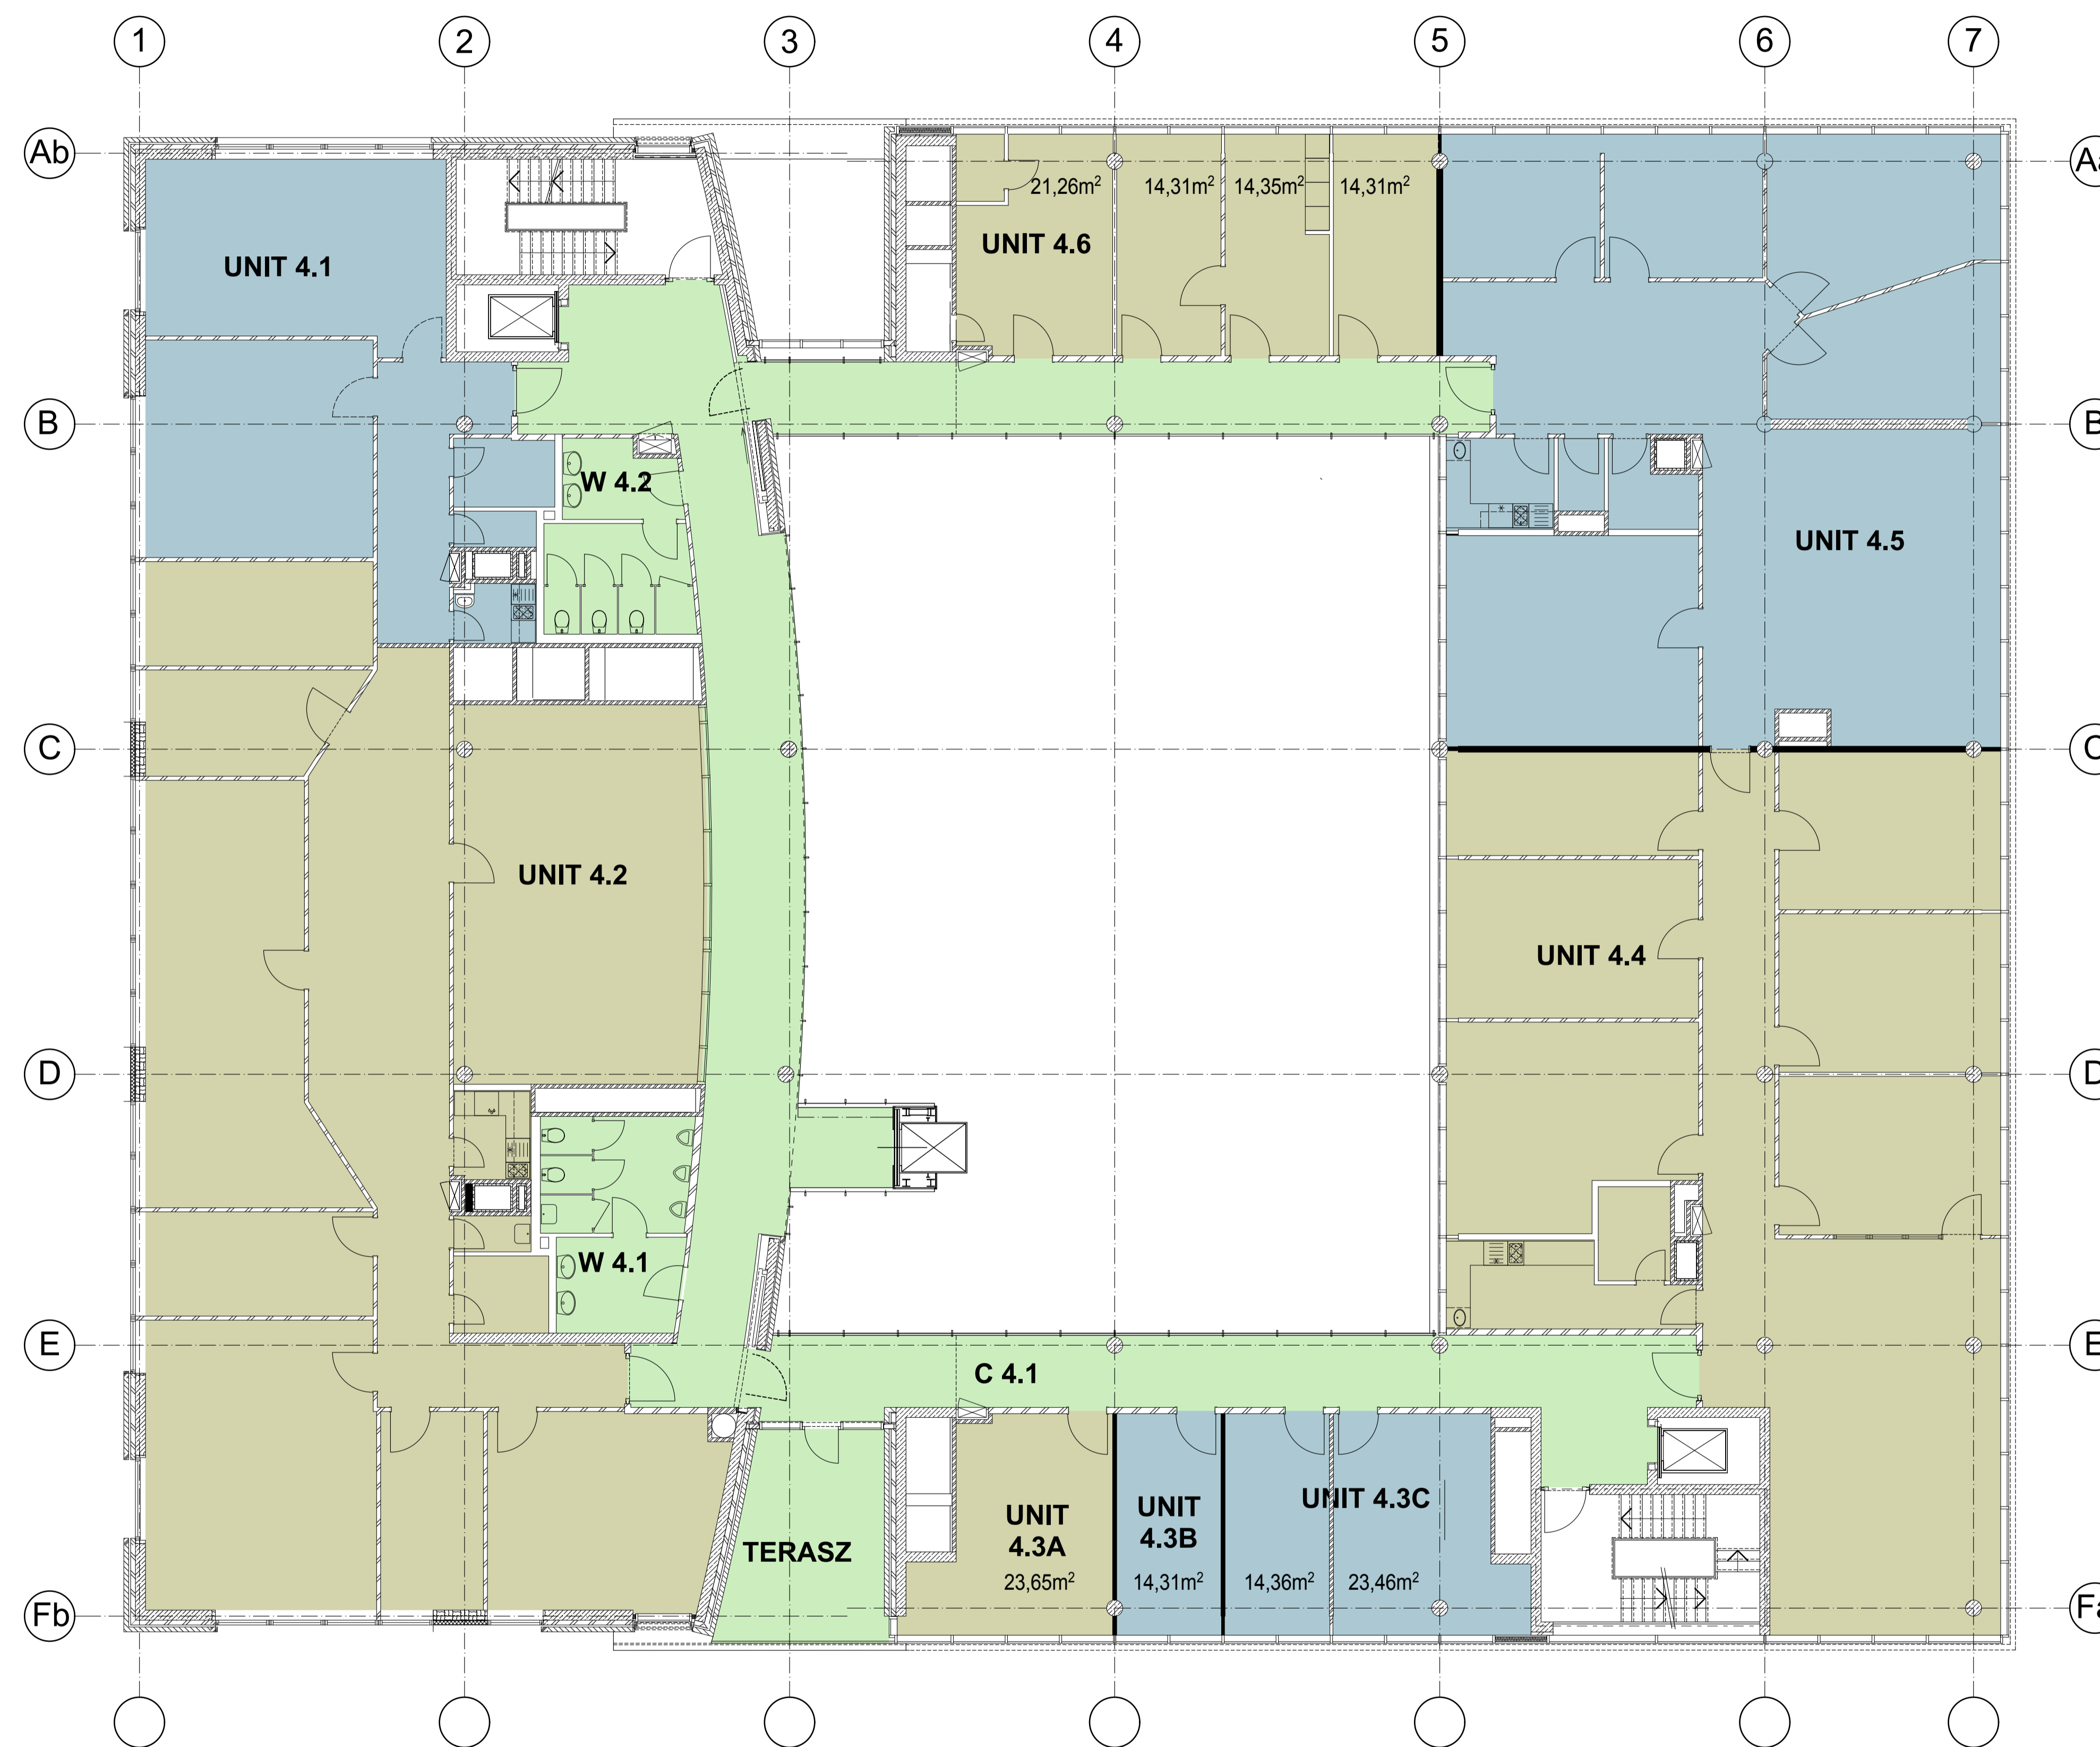 1 2 3 4 5 6 7
Ab
Aa
21,26m²
14,31m²
14,35m²
14,31m²
UNIT 4.6
UNIT 4.1
B
B
W 4.2
UNIT 4.5
C
C
UNIT 4.2
UNIT 4.4
D
D
W 4.1
E
E
C 4.1
UNIT 4.3C
UNIT
4.3A
UNIT
4.3B
TERASZ
23,65m²
14,31m²
14,36m²
23,46m²
Fb
Fa